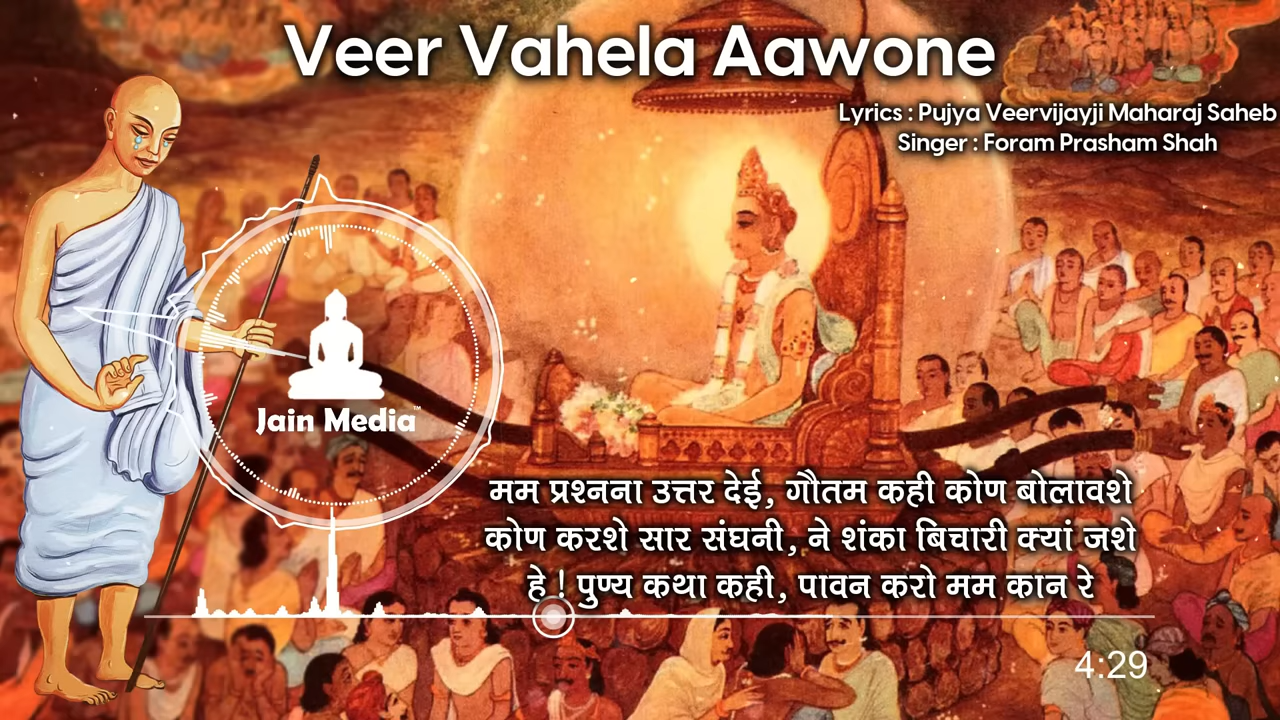 Veer Vahela Aawone
Lyrics : Pujya Veervijayji Maharaj Saheb
Singer : Foram Prasham Shah
Jain Media™
मम प्रश्नना उत्तर देई, गौतम कही कोण बोलावशे
कोण करशे सार संघनी, ने शंका बिचारी क्यां जशे
हे ! पुण्य कथा कही, पावन करो मम कान रे
4:29